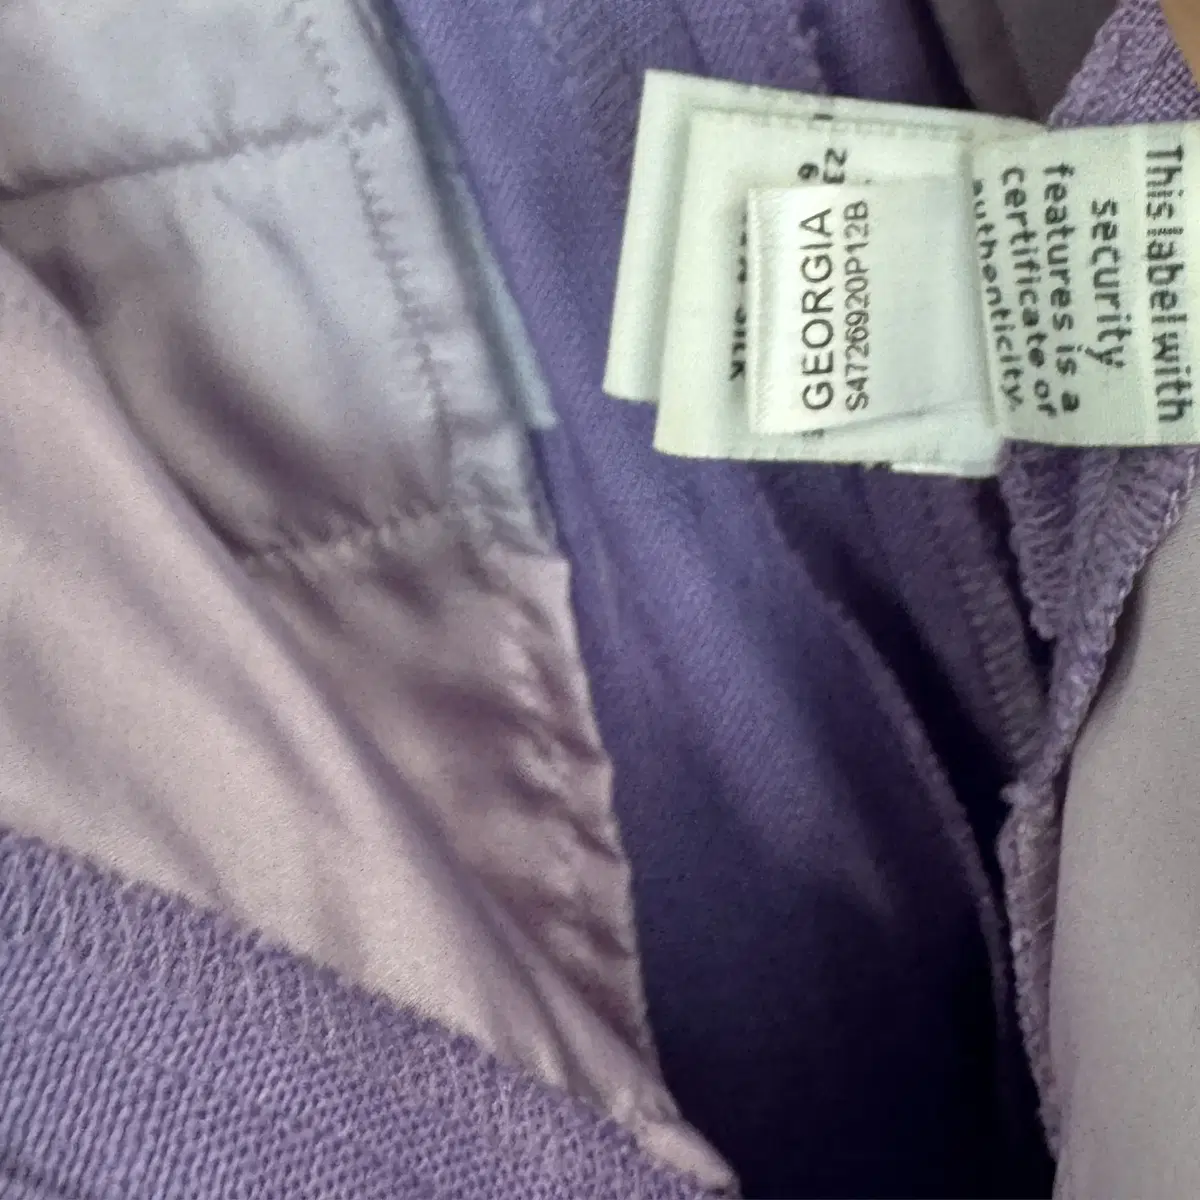 GEORGIA
S4726920P12B
This label with
security
features is a
certificate of
authenticity.